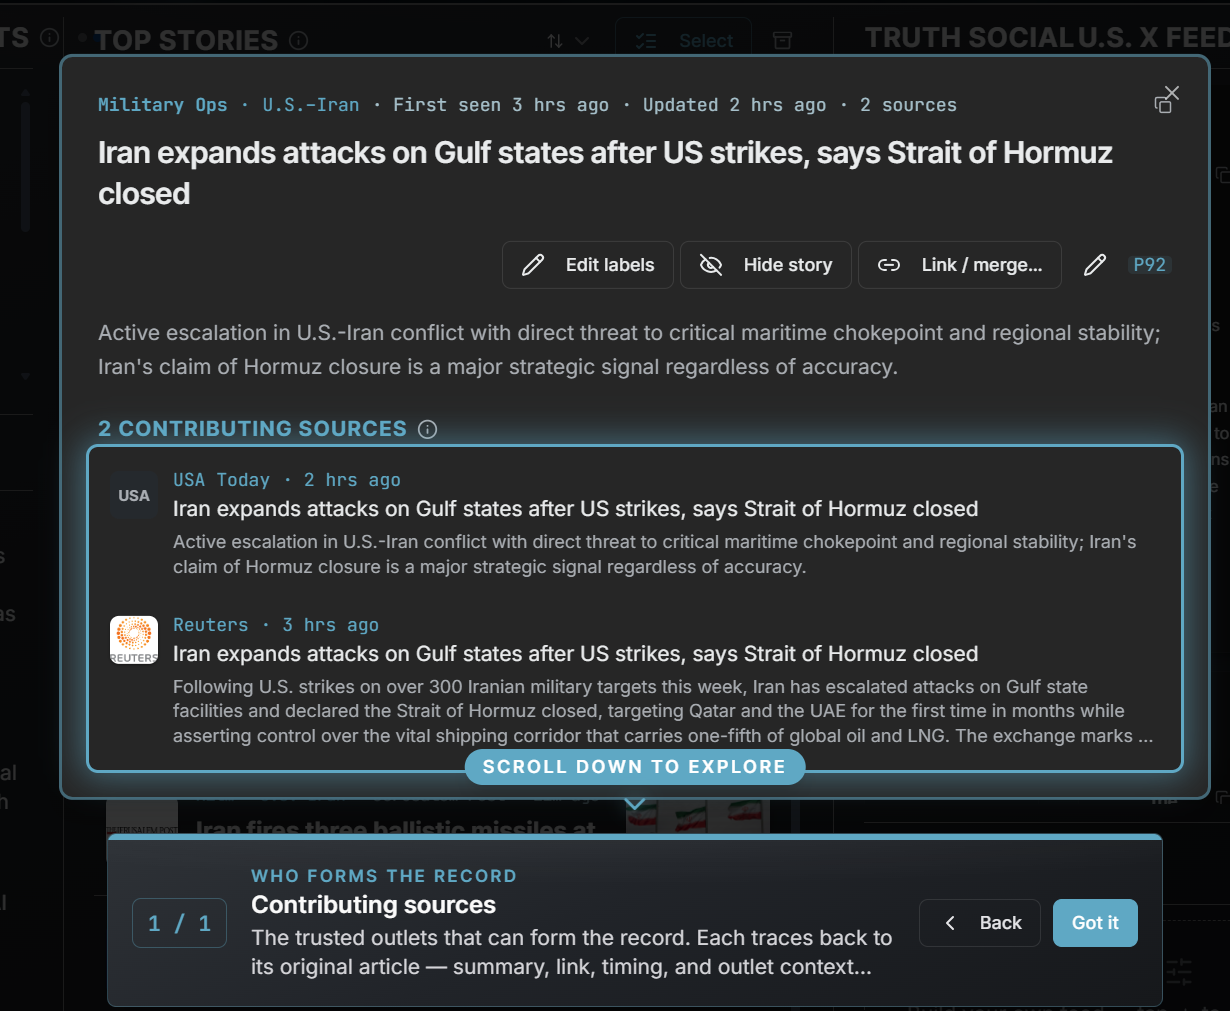 TS
TOP STORIES
Select
TRUTH SOCIAL U.S. X FEED
Military Ops · U.S.-Iran · First seen 3 hrs ago · Updated 2 hrs ago · 2 sources
Iran expands attacks on Gulf states after US strikes, says Strait of Hormuz
closed
Edit labels
Hide story
Link / merge...
P92
Active escalation in U.S.-Iran conflict with direct threat to critical maritime chokepoint and regional stability;
Iran's claim of Hormuz closure is a major strategic signal regardless of accuracy.
2 CONTRIBUTING SOURCES
USA
USA Today · 2 hrs ago
Iran expands attacks on Gulf states after US strikes, says Strait of Hormuz closed
Active escalation in U.S.-Iran conflict with direct threat to critical maritime chokepoint and regional stability; Iran's
claim of Hormuz closure is a major strategic signal regardless of accuracy.
REUTERS
Reuters · 3 hrs ago
Iran expands attacks on Gulf states after US strikes, says Strait of Hormuz closed
Following U.S. strikes on over 300 Iranian military targets this week, Iran has escalated attacks on Gulf state
facilities and declared the Strait of Hormuz closed, targeting Qatar and the UAE for the first time in months while
asserting control over the vital shipping corridor that carries one-fifth of global oil and LNG. The exchange marks ...
SCROLL DOWN TO EXPLORE
Iran fires three ballistic missiles at
WHO FORMS THE RECORD
1 / 1
Contributing sources
The trusted outlets that can form the record. Each traces back to
its original article — summary, link, timing, and outlet context...
Back
Got it